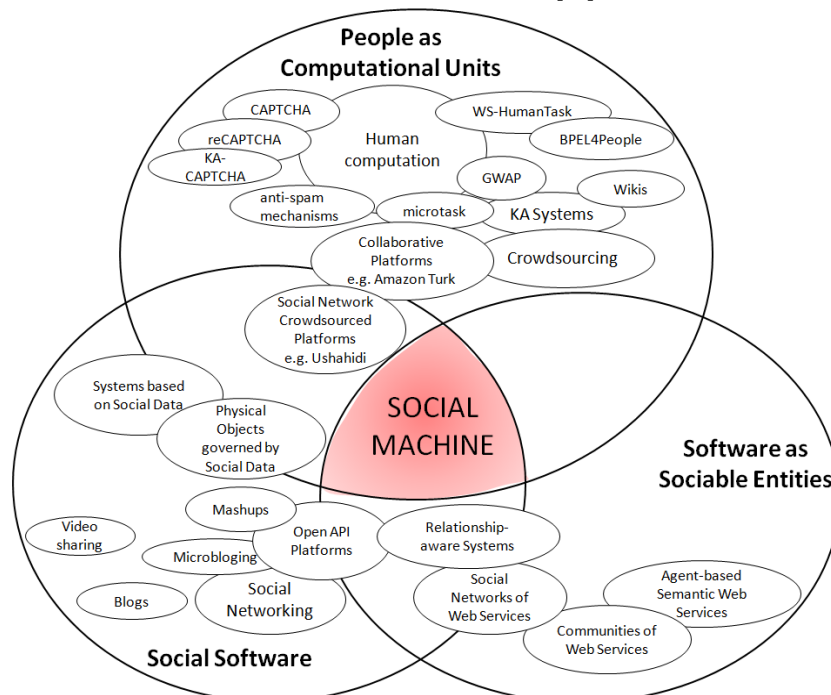 People as
Computational Units
CAPTCHA
WS-HumanTask
reCAPTCHA
Human
computation
BPEL4People
KA-
CAPTCHA
GWAP
Wikis
anti-spam
mechanisms
microtask
KA Systems
Collaborative
Platforms
e.g. Amazon Turk
Crowdsourcing
Social Network
Crowdsourced
Platforms
e.g. Ushahidi
Systems based
on Social Data
Physical
Objects
governed by
Social Data
SOCIAL
MACHINE
Software as
Sociable Entities
Mashups
Video
sharing
Open API
Platforms
Relationship-
aware Systems
Microbloging
Social
Networking
Blogs
Social
Networks of
Web Services
Agent-based
Semantic Web
Services
Communities of
Web Services
Social Software